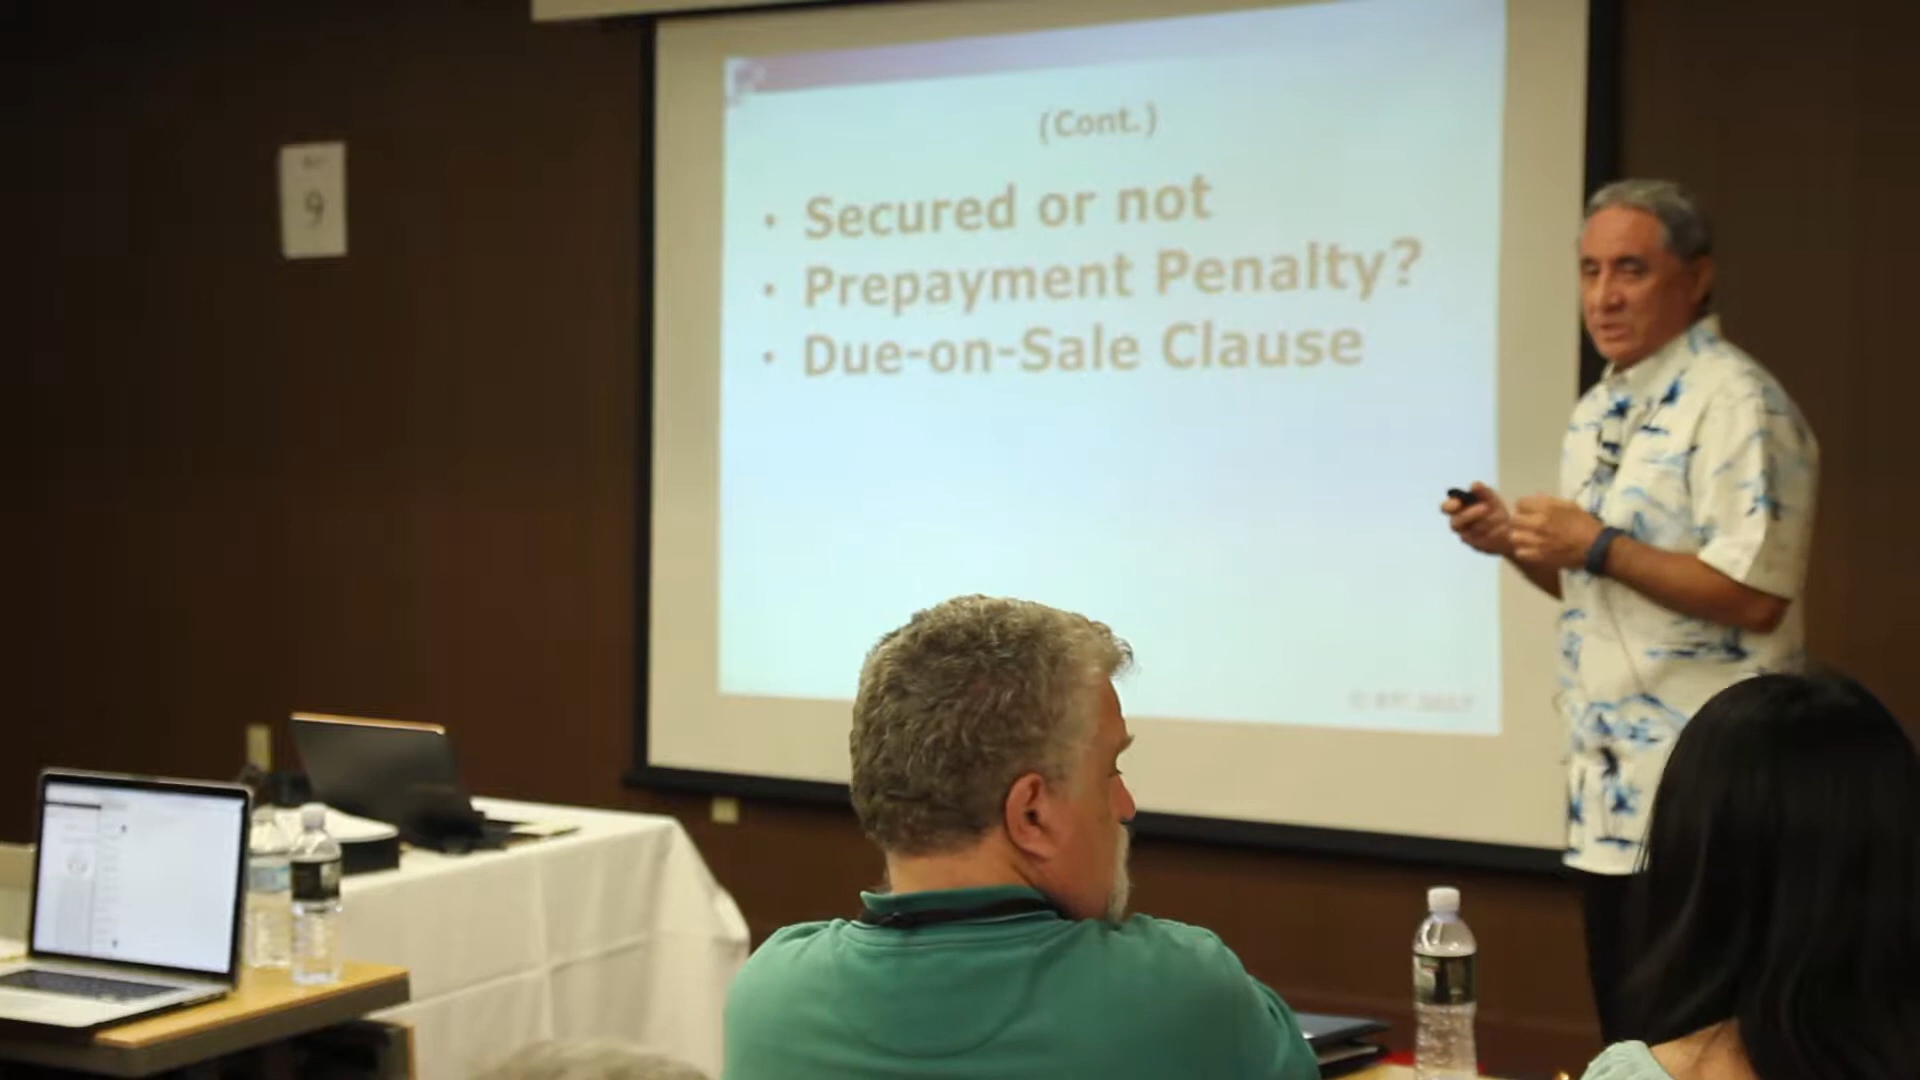 (Cont.)
• Secured or not
• Prepayment Penalty?
• Due-on-Sale Clause
9